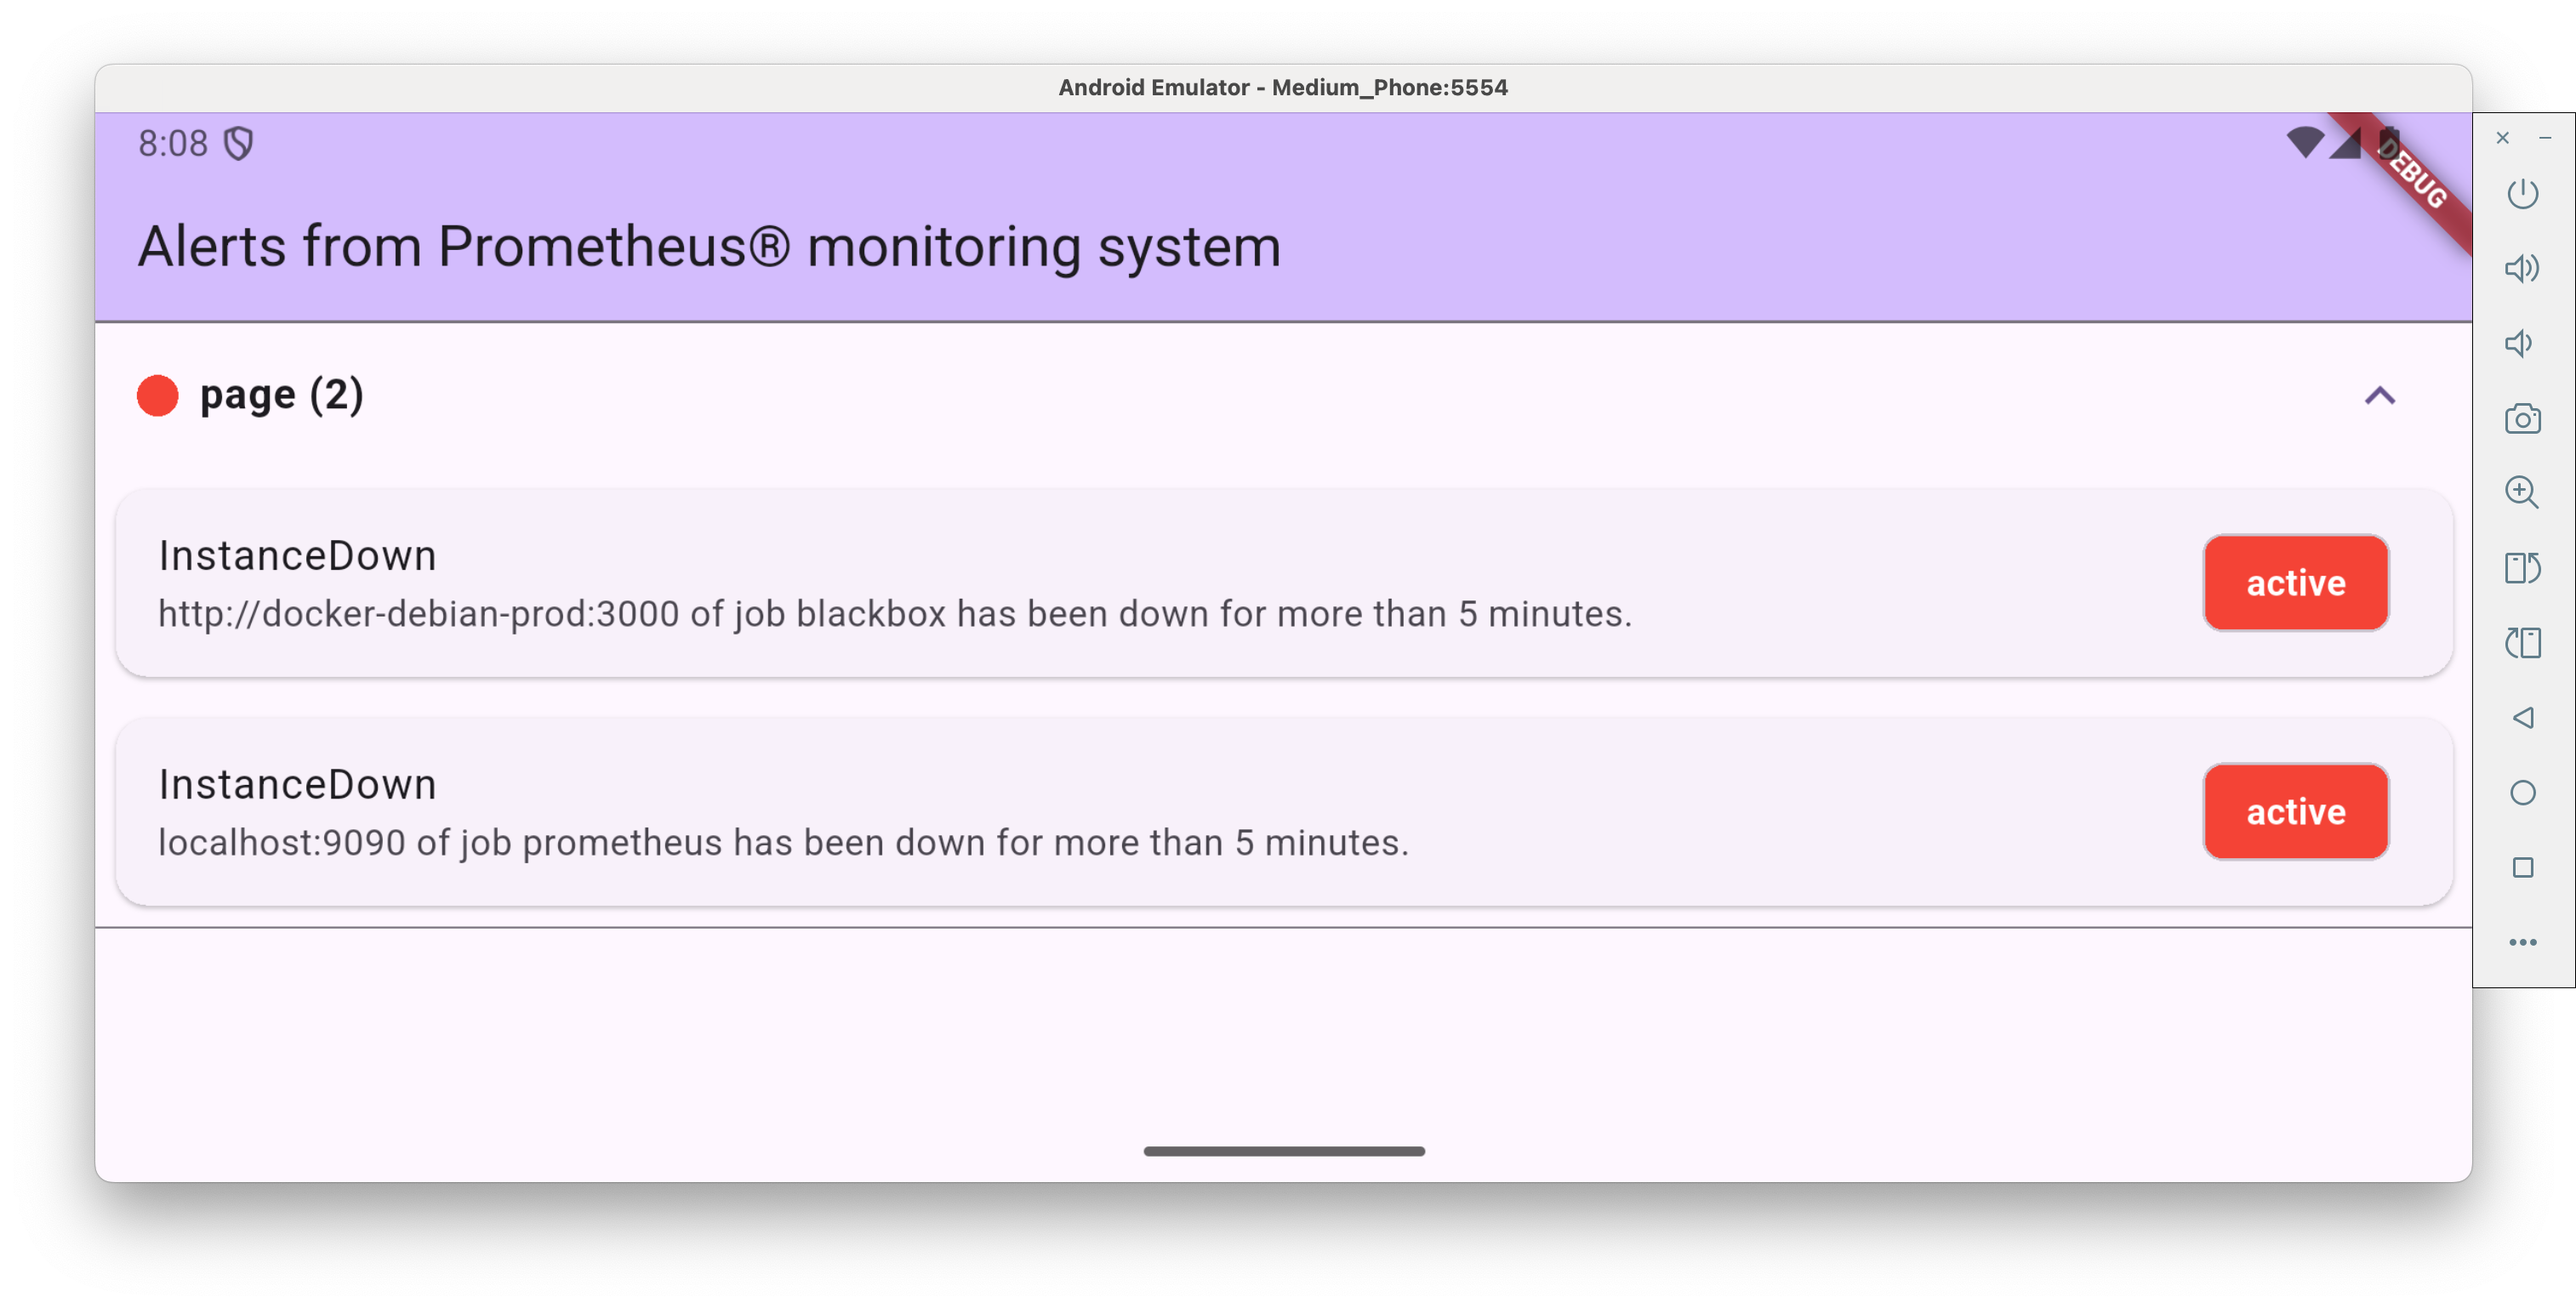 Android Emulator - Medium_Phone:5554
8:08
DEBUG
Alerts from Prometheus® monitoring system
page (2)
InstanceDown
http://docker-debian-prod:3000 of job blackbox has been down for more than 5 minutes.
active
InstanceDown
localhost:9090 of job prometheus has been down for more than 5 minutes.
active